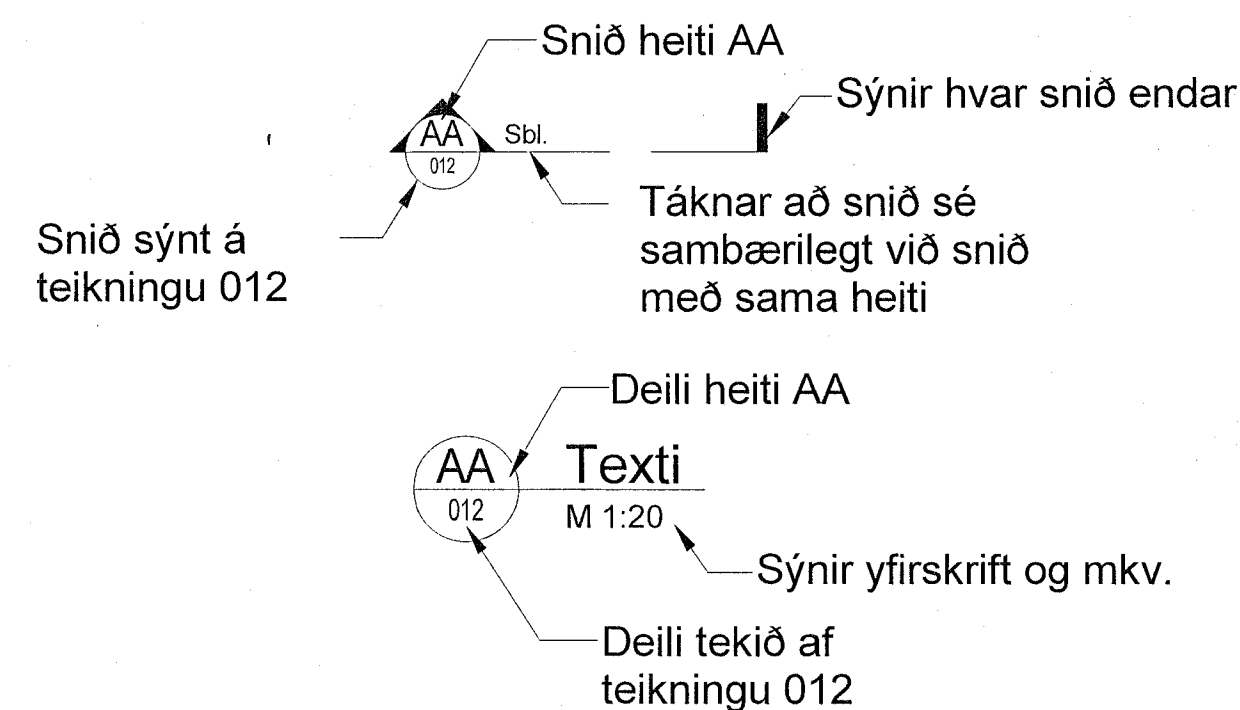 Snið heiti AA
Sýnir hvar snið endar
AA
Sbl.
012
Snið sýnt á
teikningu 012
Táknar að snið sé
sambærilegt við snið
með sama heiti
Deili heiti AA
AA
Texti
012
M 1:20
Sýnir yfirskrift og mkv.
Deili tekið af
teikningu 012